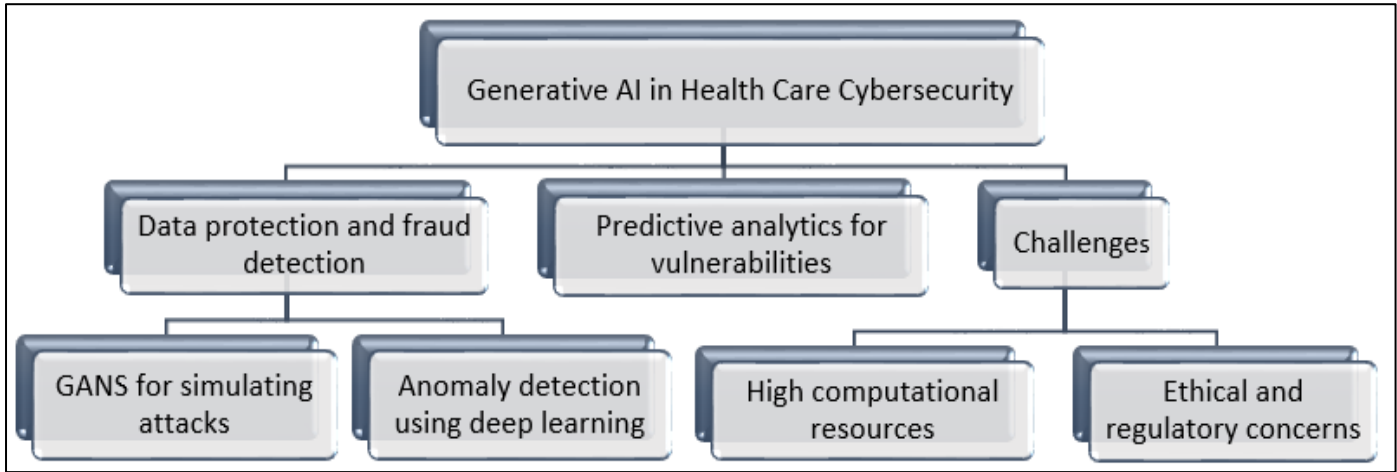 Generative AI in Health Care Cybersecurity
Data protection and fraud
detection
Predictive analytics for
vulnerabilities
Challenges
GANS for simulating
attacks
Anomaly detection
using deep learning
High computational
resources
Ethical and
regulatory concerns